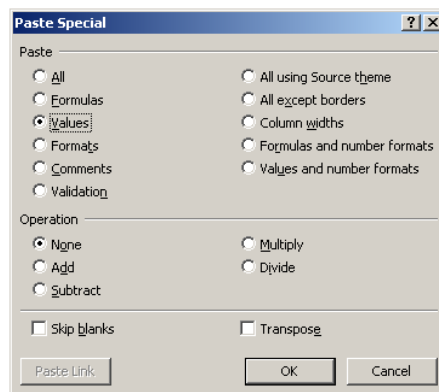 Paste Special
Paste
All
All using Source theme
Formulas
All except borders
Values
Column widths
Formats
Formulas and number formats
Comments
Values and number formats
Validation
Operation
None
Multiply
Add
Divide
Subtract
Skip blanks
Transpose
Paste Link
OK
Cancel